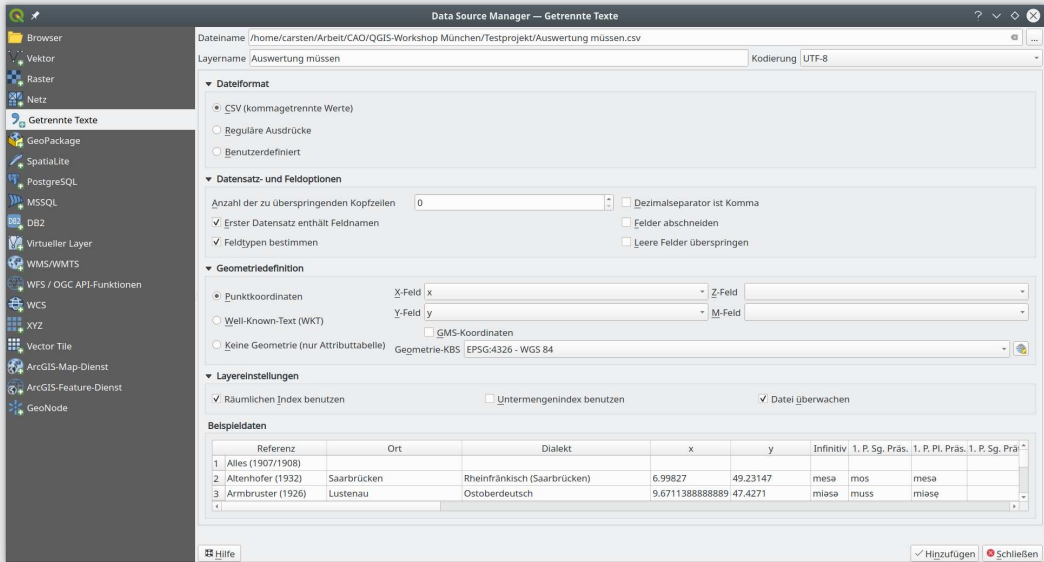 Data Source Manager — Getrennte Texte
Browser
Vektor
Raster
Netz
Getrennte Texte
GeoPackage
SpatiaLite
PostgreSQL
MSSQL
DB2 DB2
Virtueller Layer
WMS/WMTS
WFS / OGC API-Funktionen
WCS
XYZ
Vector Tile
ArcGIS-Map-Dienst
ArcGIS-Feature-Dienst
GeoNode
Dateiname /home/carsten/Arbeit/CAO/QGIS-Workshop München/Testprojekt/Auswertung müssen.csv ...
Layername Auswertung müssen Kodierung UTF-8
Dateiformat
CSV (kommagetrennte Werte)
Reguläre Ausdrücke
Benutzerdefiniert
Datensatz- und Feldoptionen
Anzahl der zu überspringenden Kopfzeilen 0 Dezimalseparator ist Komma
Erster Datensatz enthält Feldnamen Felder abschneiden
Feldtypen bestimmen Leere Felder überspringen
Geometriedefinition
Punktkoordinaten X-Feld x Z-Feld
Y-Feld y M-Feld
Well-Known-Text (WKT)
GMS-Koordinaten
Keine Geometrie (nur Attributtabelle) Geometrie-KBS EPSG:4326 - WGS 84
Layereinstellungen
Räumlichen Index benutzen Untermengenindex benutzen Datei überwachen
Beispieldaten
Referenz Ort Dialekt x y Infinitiv 1. P. Sg. Präs. 1. P. Pl. Präs. 1. P. Sg. Prät
1 Alles (1907/1908)
2 Altenhofer (1932) Saarbrücken Rheinfränkisch (Saarbrücken) 6.99827 49.23147 mesə mos mesə
3 Armbruster (1926) Lustenau Ostoberdeutsch 9.6711388888889 47.4271 miəsə muss miəsę
Hilfe Hinzufügen Schließen